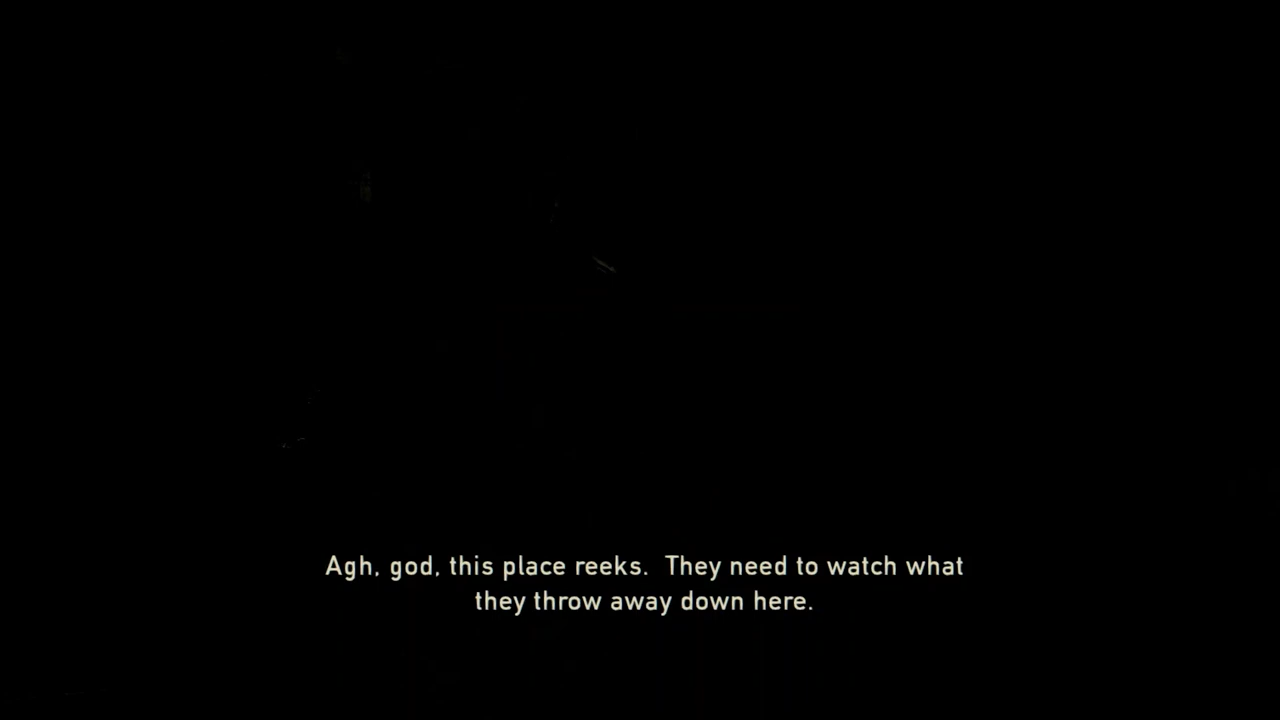 Agh, god, this place reeks.  They need to watch what
they throw away down here.